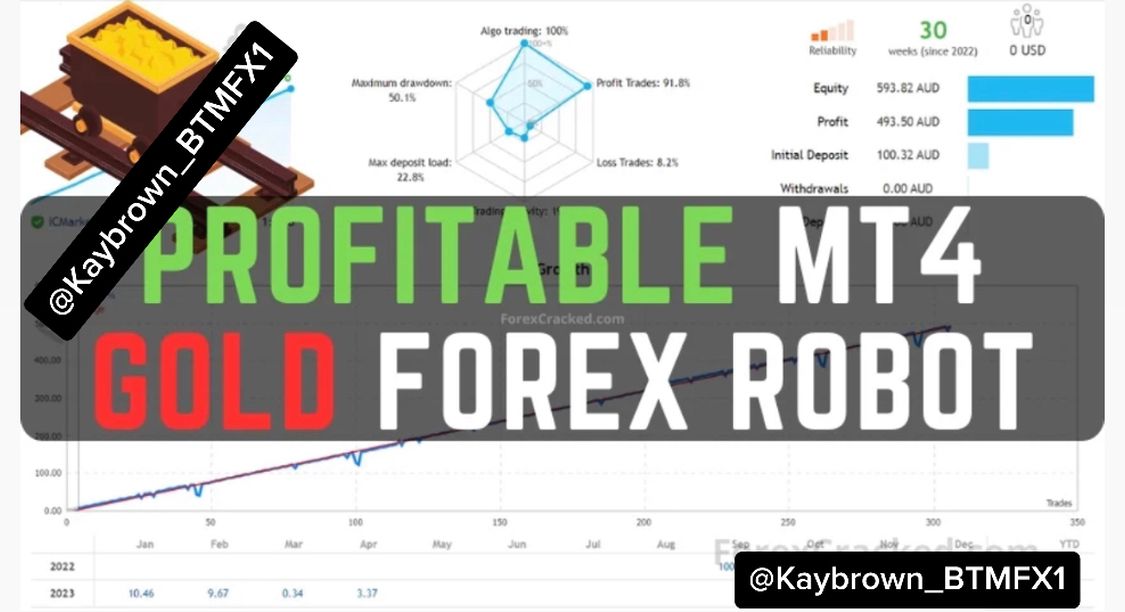 Algo trading: 100%
100+%
50%
Maximum drawdown:
50.1%
Profit Trades: 91.8%
Max deposit load:
22.8%
Loss Trades: 8.2%
Reliability
30
weeks (since 2022)
0
0 USD
Equity 593.82 AUD
Profit 493.50 AUD
Initial Deposit 100.32 AUD
Withdrawals 0.00 AUD
@Kaybrown_BTMFX1
PROFITABLE MT4
Growth
ForexCracked.com
GOLD FOREX ROBOT
400.00
300.00
200.00
100.00
0.00
Trades
0 50 100 150 200 250 300 350
Jan Feb Mar Apr May Jun Jul Aug Sep Oct Nov Dec YTD
ForexCracked.com
2022
2023 10.46 9.67 0.34 3.37
@Kaybrown_BTMFX1